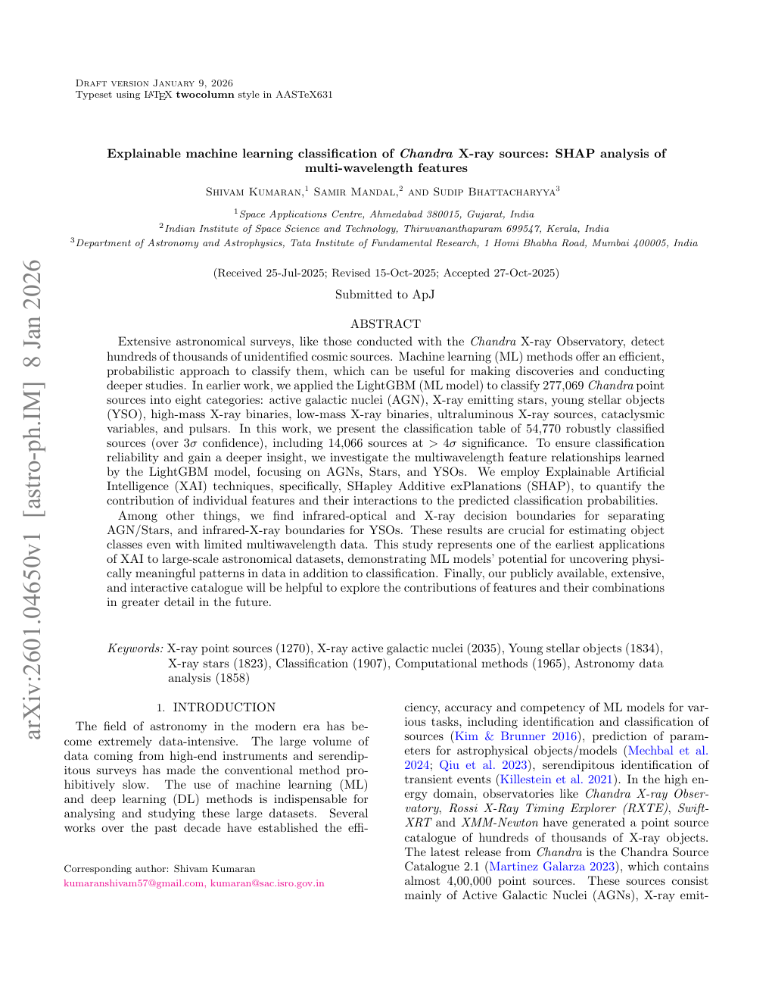 Draft version January 9, 2026
Typeset using LATEX twocolumn style in AASTeX631
Explainable machine learning classification of Chandra X-ray sources: SHAP analysis of
multi-wavelength features
Shivam Kumaran,1 Samir Mandal,2 and Sudip Bhattacharyya3
1Space Applications Centre, Ahmedabad 380015, Gujarat, India
2Indian Institute of Space Science and Technology, Thiruvananthapuram 699547, Kerala, India
3Department of Astronomy and Astrophysics, Tata Institute of Fundamental Research, 1 Homi Bhabha Road, Mumbai 400005, India
(Received 25-Jul-2025; Revised 15-Oct-2025; Accepted 27-Oct-2025)
Submitted to ApJ
ABSTRACT
Extensive astronomical surveys, like those conducted with the Chandra X-ray Observatory, detect
hundreds of thousands of unidentified cosmic sources. Machine learning (ML) methods offer an efficient,
probabilistic approach to classify them, which can be useful for making discoveries and conducting
deeper studies. In earlier work, we applied the LightGBM (ML model) to classify 277,069 Chandra point
sources into eight categories: active galactic nuclei (AGN), X-ray emitting stars, young stellar objects
(YSO), high-mass X-ray binaries, low-mass X-ray binaries, ultraluminous X-ray sources, cataclysmic
variables, and pulsars. In this work, we present the classification table of 54,770 robustly classified
sources (over 3σ confidence), including 14,066 sources at > 4σ significance. To ensure classification
reliability and gain a deeper insight, we investigate the multiwavelength feature relationships learned
by the LightGBM model, focusing on AGNs, Stars, and YSOs. We employ Explainable Artificial
Intelligence (XAI) techniques, specifically, SHapley Additive exPlanations (SHAP), to quantify the
contribution of individual features and their interactions to the predicted classification probabilities.
Among other things, we find infrared-optical and X-ray decision boundaries for separating
AGN/Stars, and infrared-X-ray boundaries for YSOs. These results are crucial for estimating object
classes even with limited multiwavelength data. This study represents one of the earliest applications
of XAI to large-scale astronomical datasets, demonstrating ML models' potential for uncovering physi-
cally meaningful patterns in data in addition to classification. Finally, our publicly available, extensive,
and interactive catalogue will be helpful to explore the contributions of features and their combinations
in greater detail in the future.
Keywords: X-ray point sources (1270), X-ray active galactic nuclei (2035), Young stellar objects (1834),
X-ray stars (1823), Classification (1907), Computational methods (1965), Astronomy data
analysis (1858)
1. INTRODUCTION
The field of astronomy in the modern era has be-
come extremely data-intensive. The large volume of
data coming from high-end instruments and serendip-
itous surveys has made the conventional method pro-
hibitively slow. The use of machine learning (ML)
and deep learning (DL) methods is indispensable for
analysing and studying these large datasets. Several
works over the past decade have established the effi-
Corresponding author: Shivam Kumaran
kumaranshivam57@gmail.com, kumaran@sac.isro.gov.in
ciency, accuracy and competency of ML models for var-
ious tasks, including identification and classification of
sources (Kim & Brunner 2016), prediction of param-
eters for astrophysical objects/models (Mechbal et al.
2024; Qiu et al. 2023), serendipitous identification of
transient events (Killestein et al. 2021). In the high en-
ergy domain, observatories like Chandra X-ray Obser-
vatory, Rossi X-Ray Timing Explorer (RXTE), Swift-
XRT and XMM-Newton have generated a point source
catalogue of hundreds of thousands of X-ray objects.
The latest release from Chandra is the Chandra Source
Catalogue 2.1 (Martinez Galarza 2023), which contains
almost 4,00,000 point sources. These sources consist
mainly of Active Galactic Nuclei (AGNs), X-ray emit-
arXiv:2601.04650v1 [astro-ph.IM] 8 Jan 2026